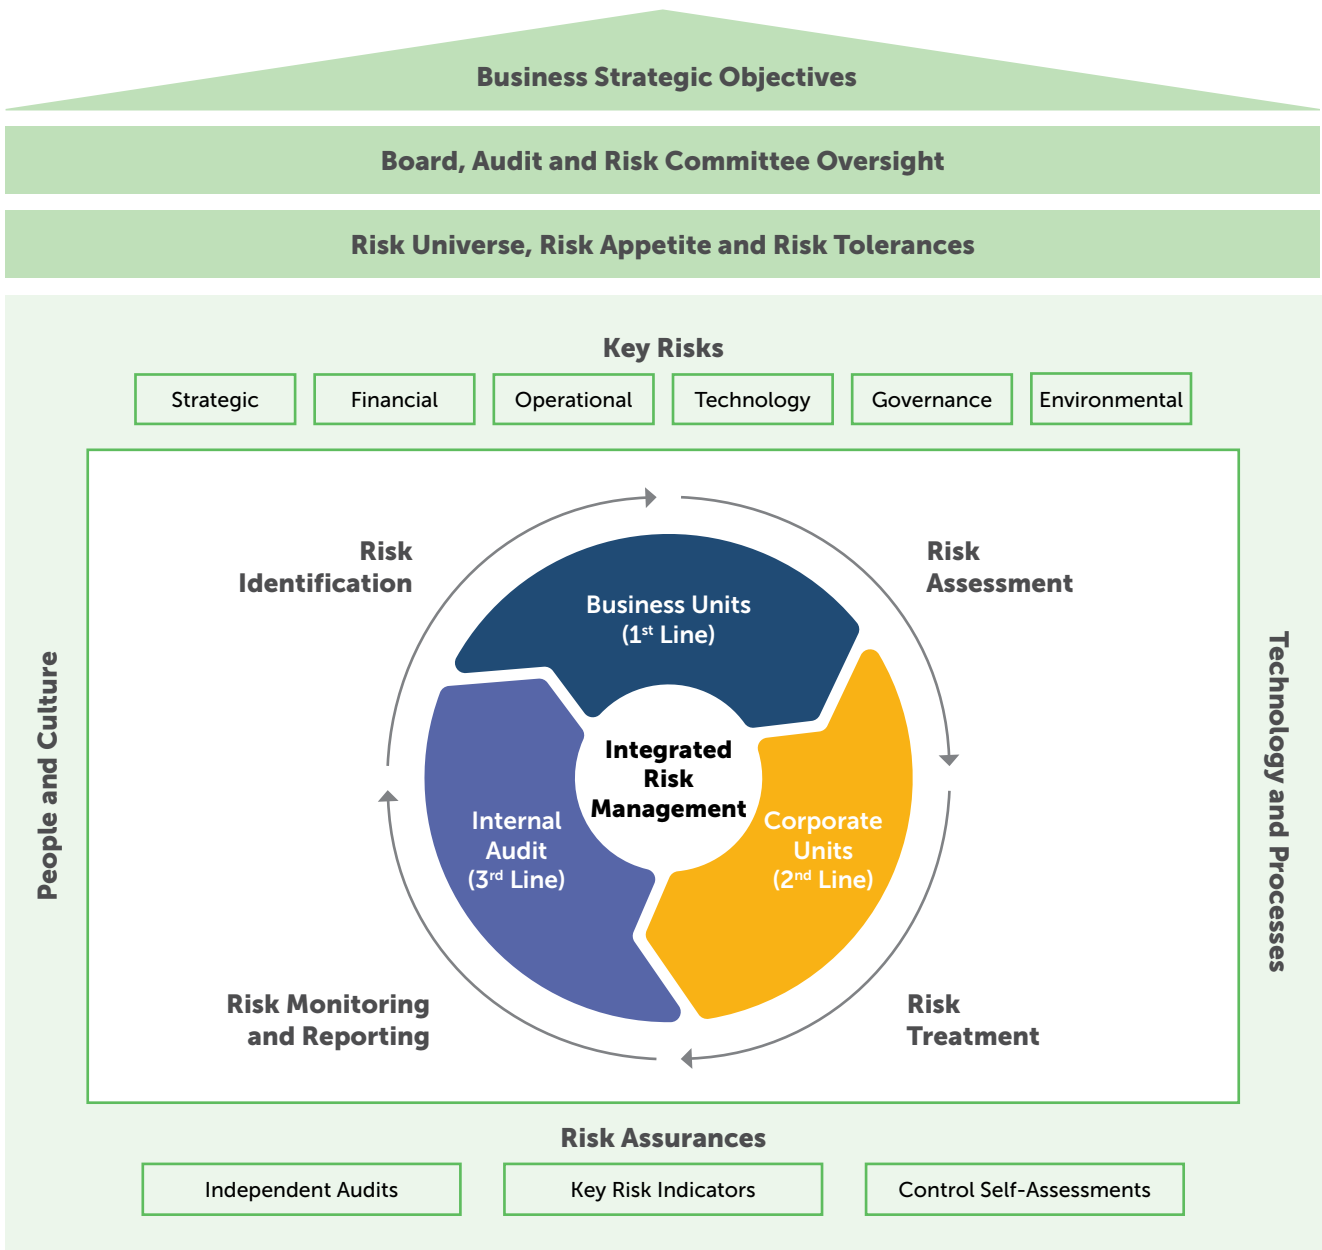 Business Strategic Objectives
Board, Audit and Risk Committee Oversight
Risk Universe, Risk Appetite and Risk Tolerances
Key Risks
Strategic
Financial
Operational
Technology
Governance
Environmental
Risk
Identification
Risk
Assessment
Business Units
(1st Line)
People and Culture
Technology and Processes
Integrated
Risk
Management
Internal
Audit
(3rd Line)
Corporate
Units
(2nd Line)
Risk Monitoring
and Reporting
Risk
Treatment
Risk Assurances
Independent Audits
Key Risk Indicators
Control Self-Assessments